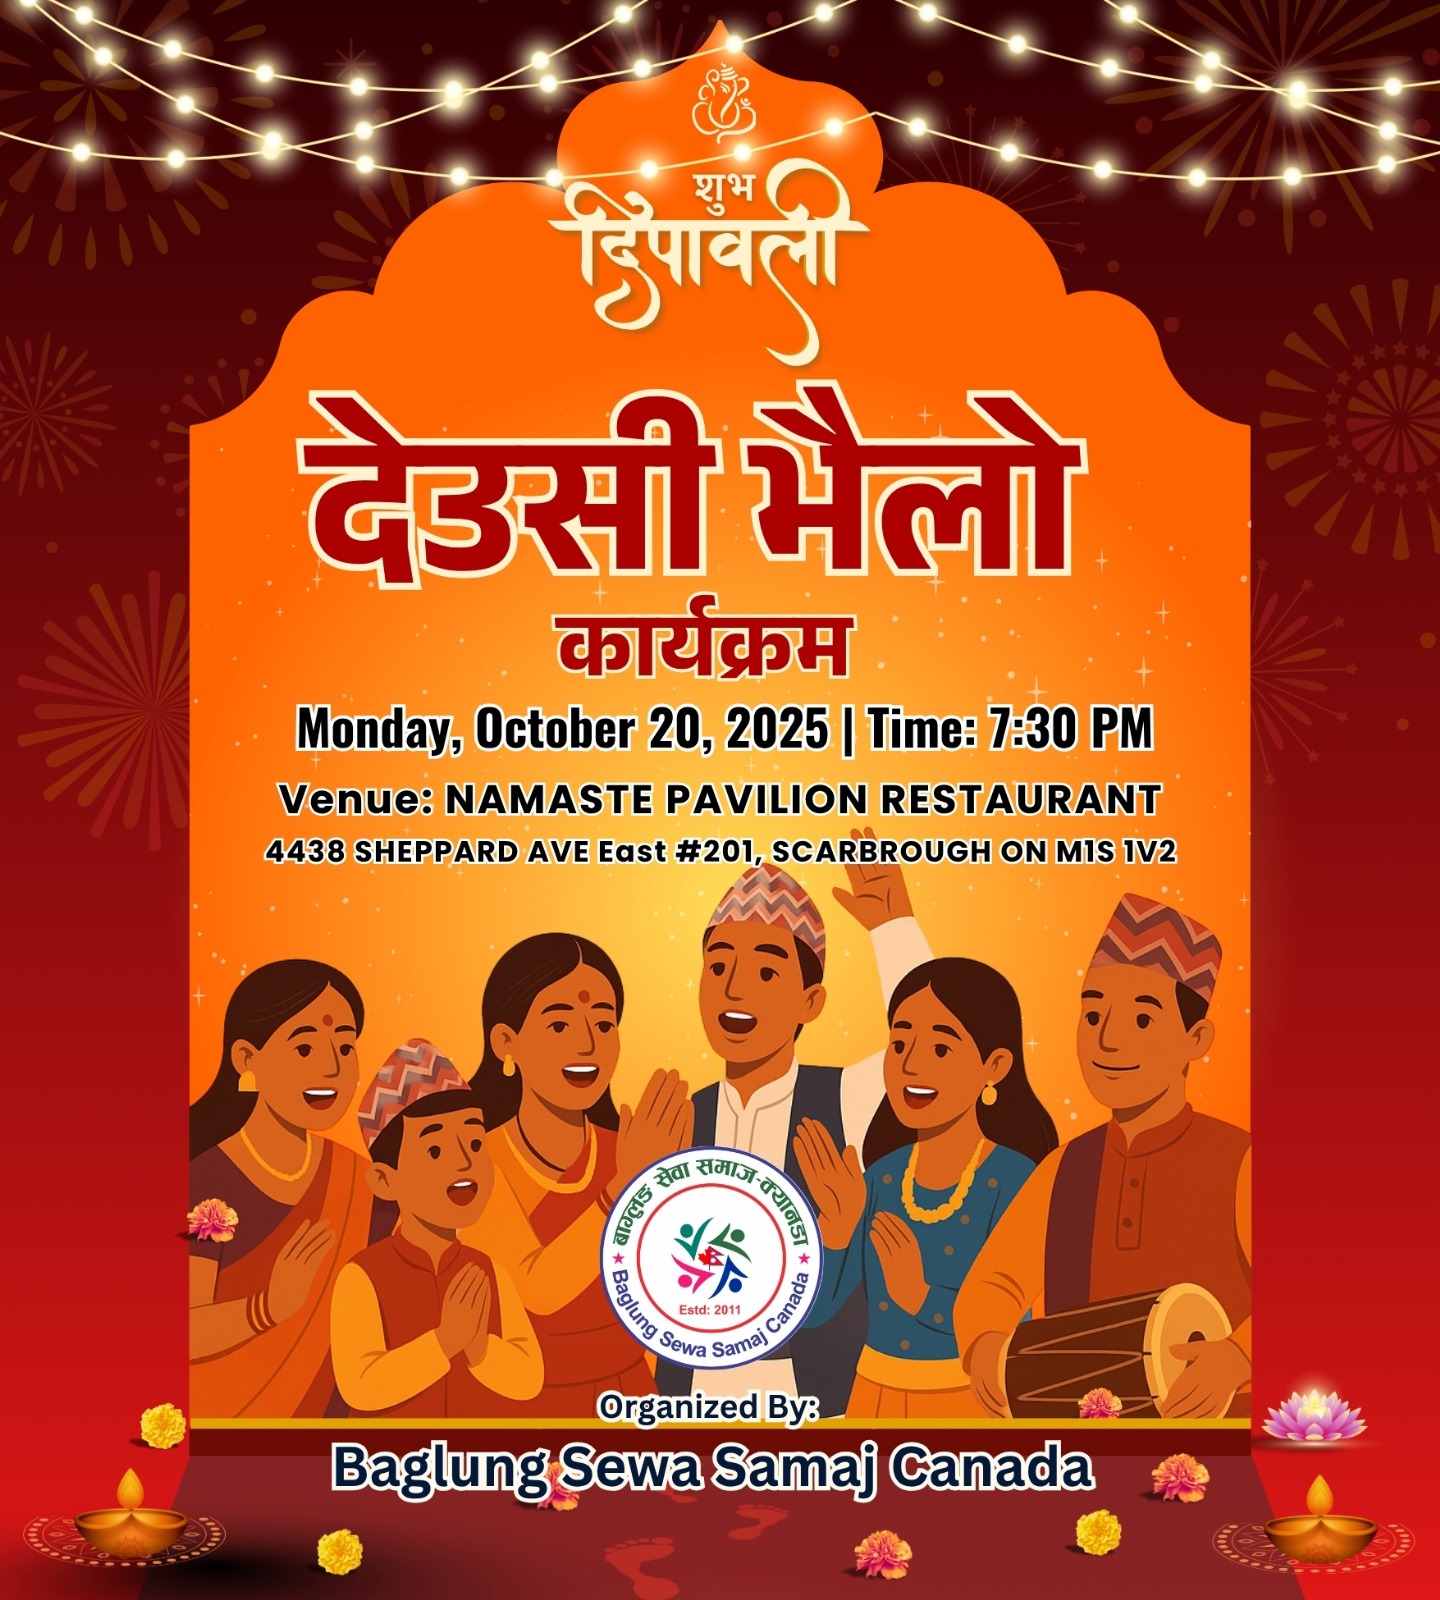 शुभ
दिपावली
देउसी भैलो
कार्यक्रम
Monday, October 20, 2025 | Time: 7:30 PM
Venue: NAMASTE PAVILION RESTAURANT
4438 SHEPPARD AVE East #201, SCARBROUGH ON M1S 1V2
बाग्लुङ सेवा समाज-क्यानडा
Estd: 2011
Baglung Sewa Samaj Canada
Organized By:
Baglung Sewa Samaj Canada